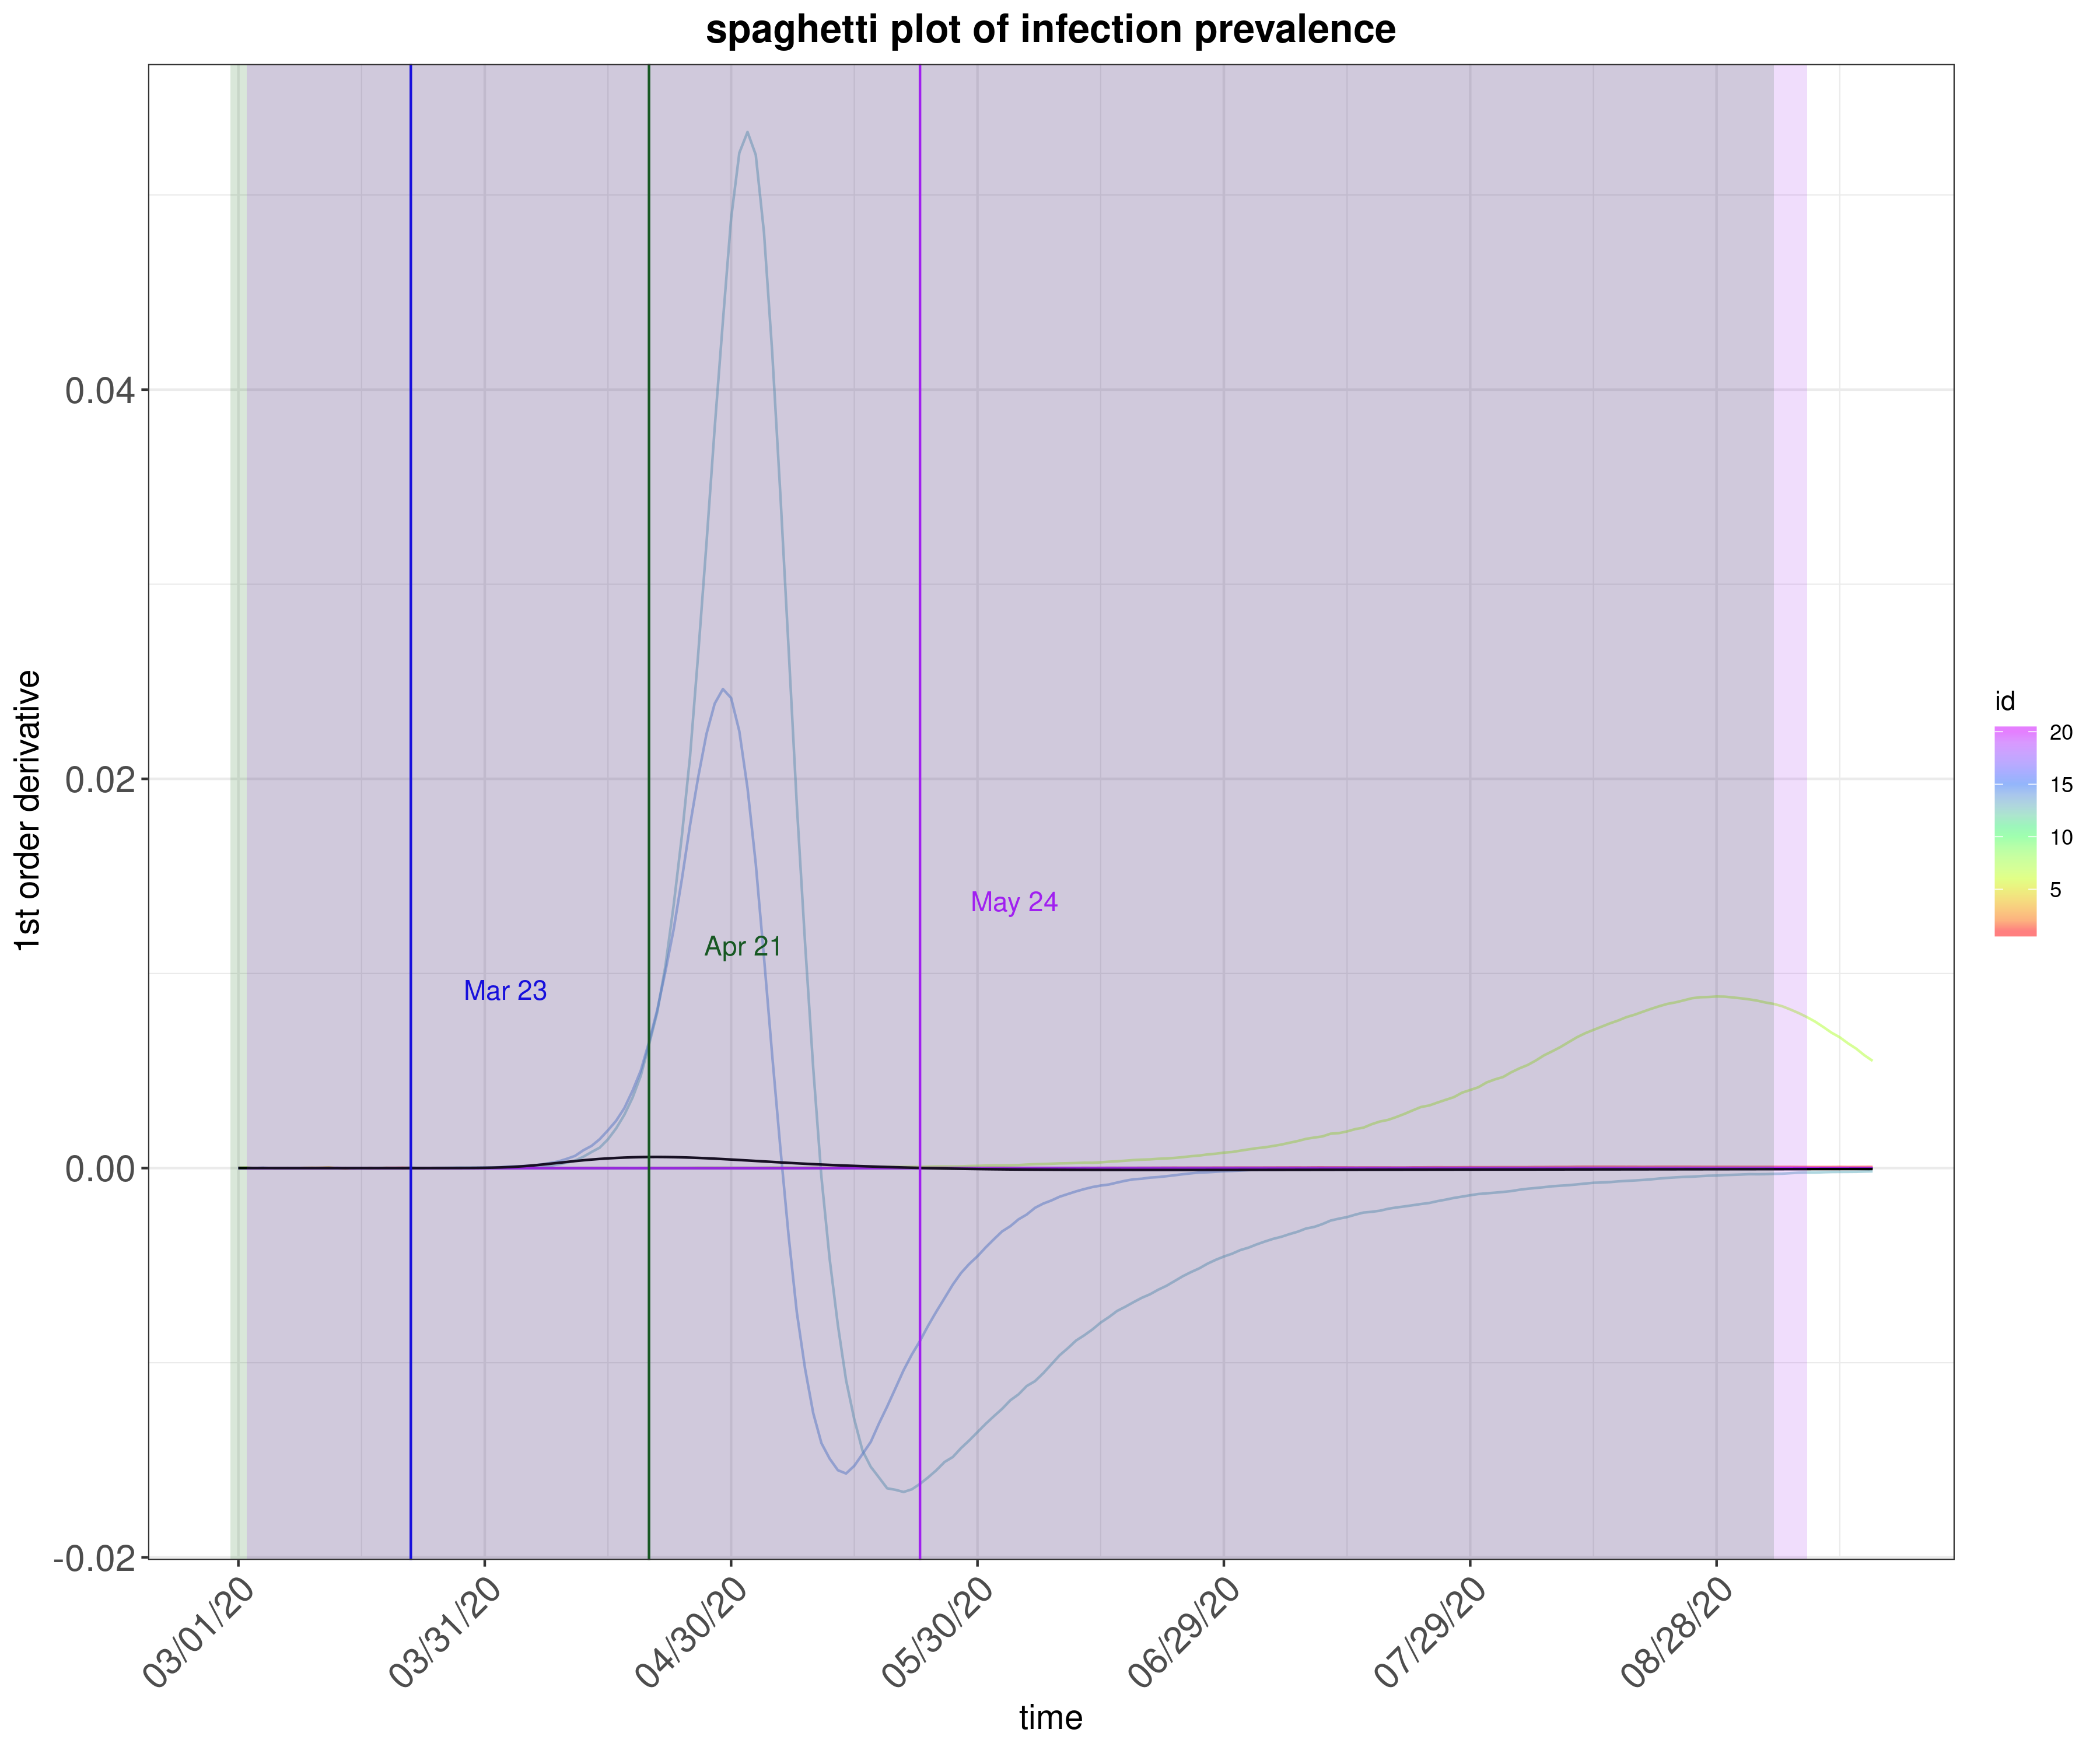 spaghetti plot of infection prevalence
1st order derivative
0.04
0.02
0.00
-0.02
May 24
Apr 21
Mar 23
03/01/20
03/31/20
04/30/20
05/30/20
06/29/20
07/29/20
08/28/20
time
id
20
15
10
5